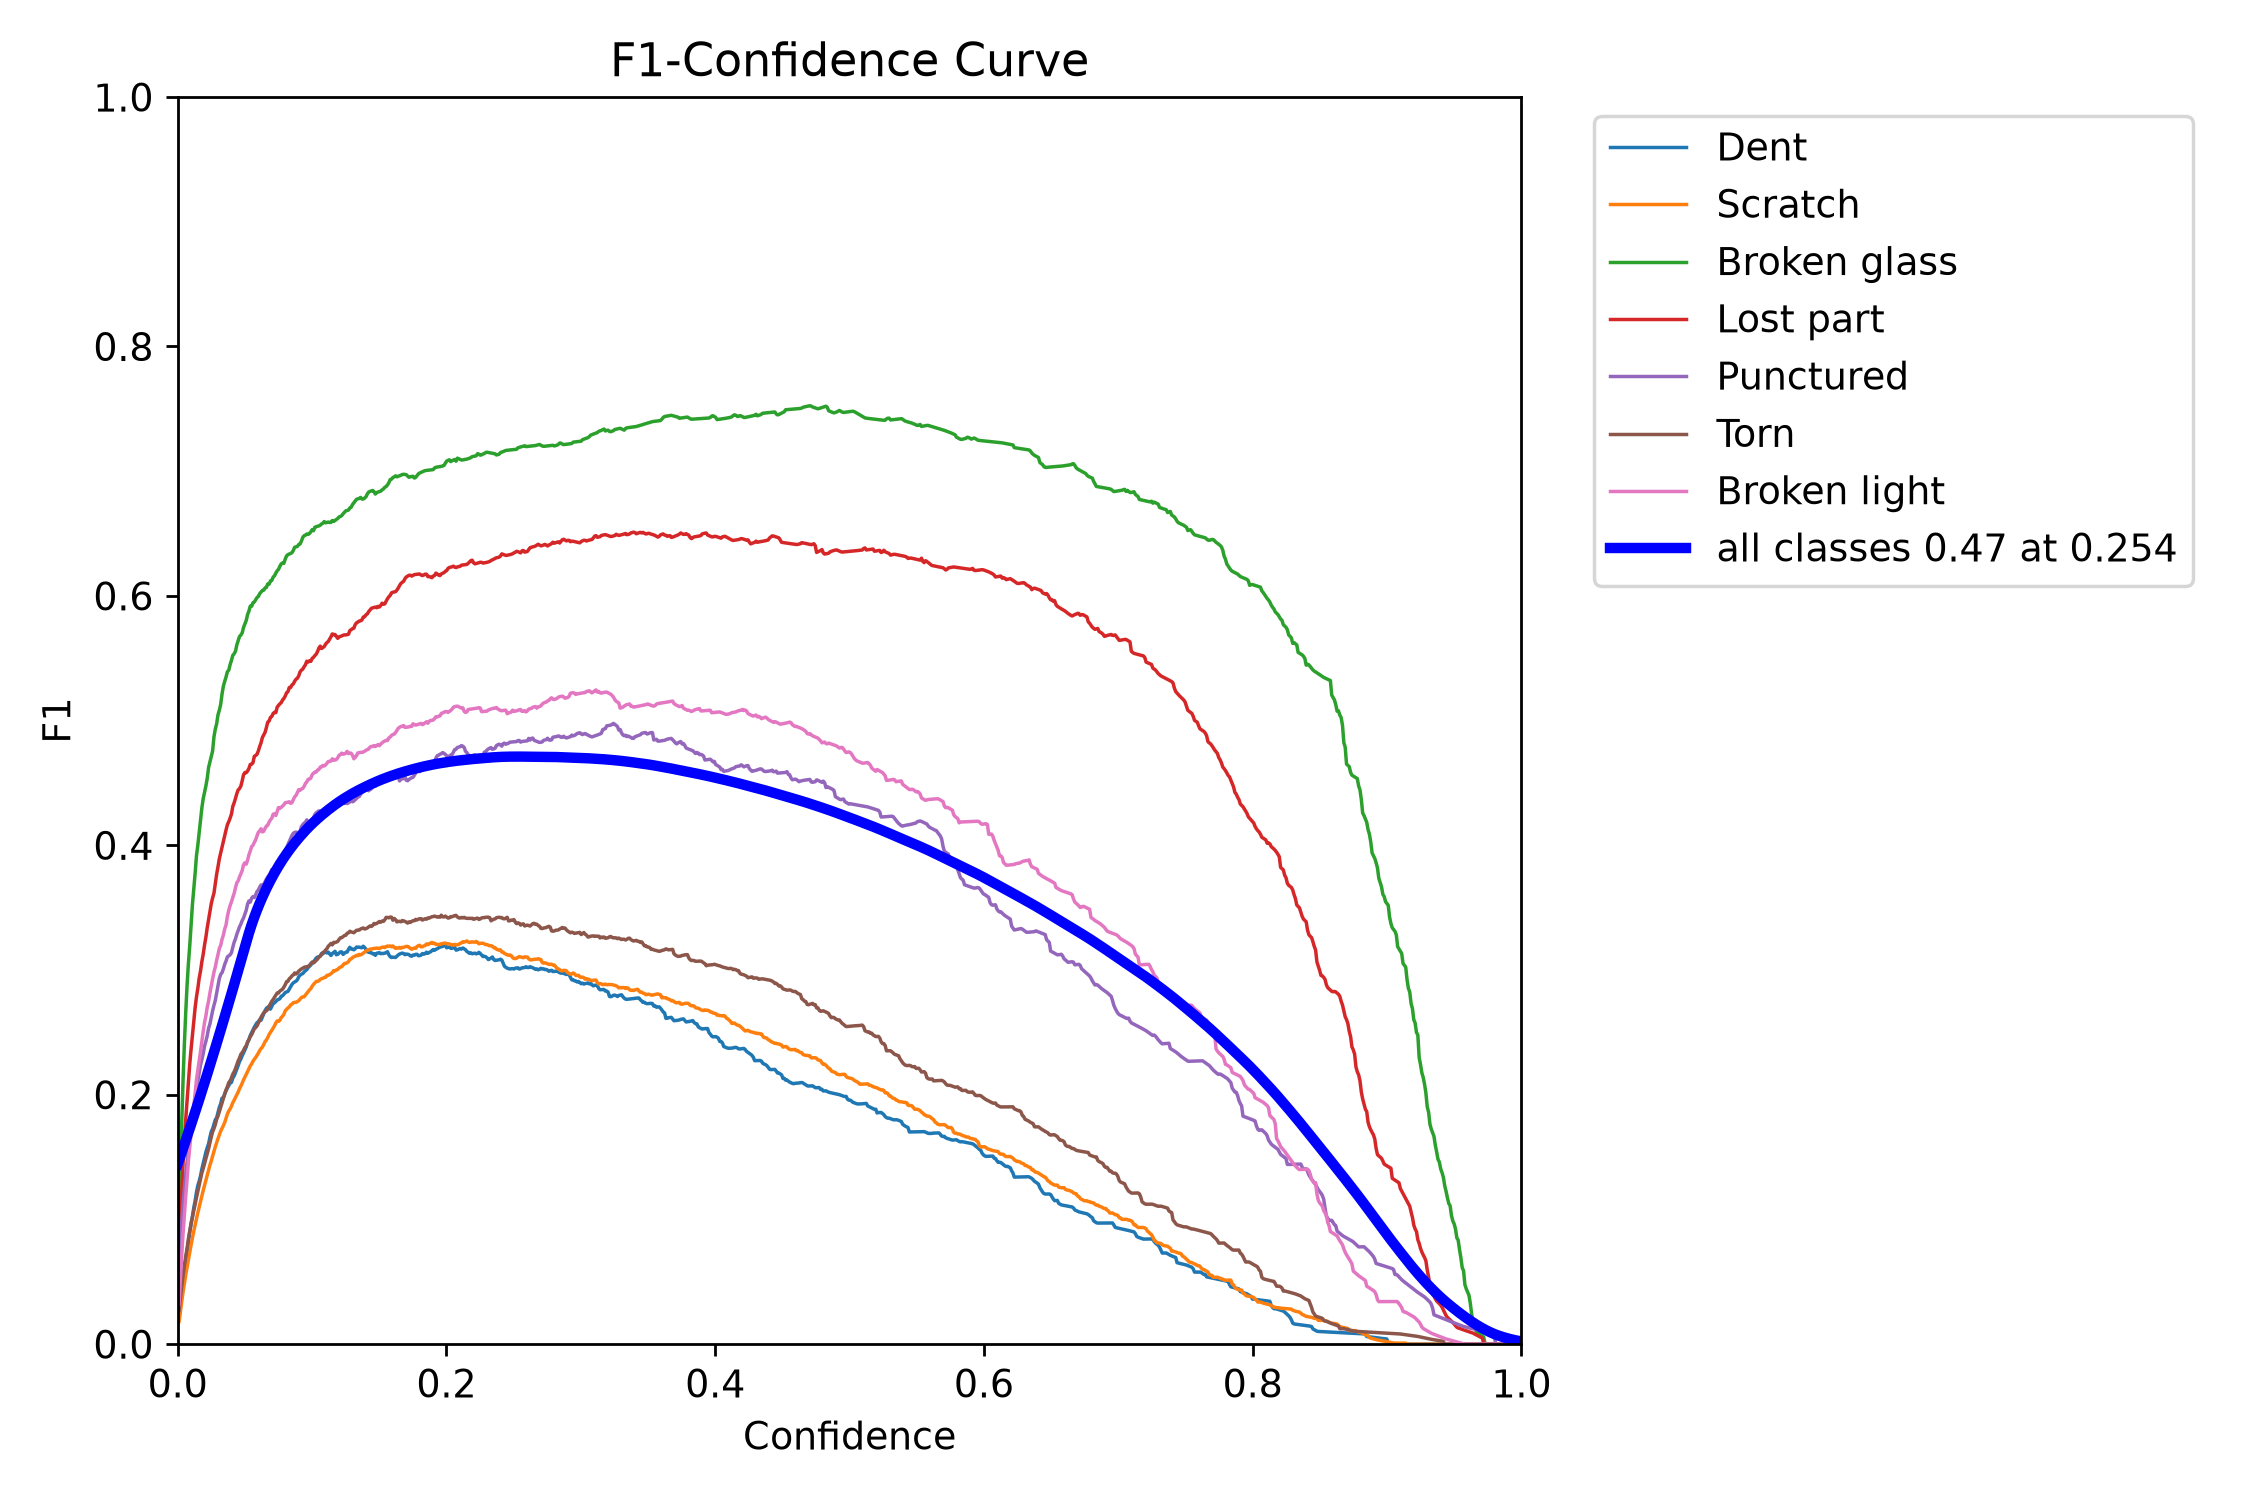 F1-Confidence Curve
1.0
0.8
0.6
0.4
0.2
0.0
F1
0.0 0.2 0.4 0.6 0.8 1.0
Confidence
Dent
Scratch
Broken glass
Lost part
Punctured
Torn
Broken light
all classes 0.47 at 0.254